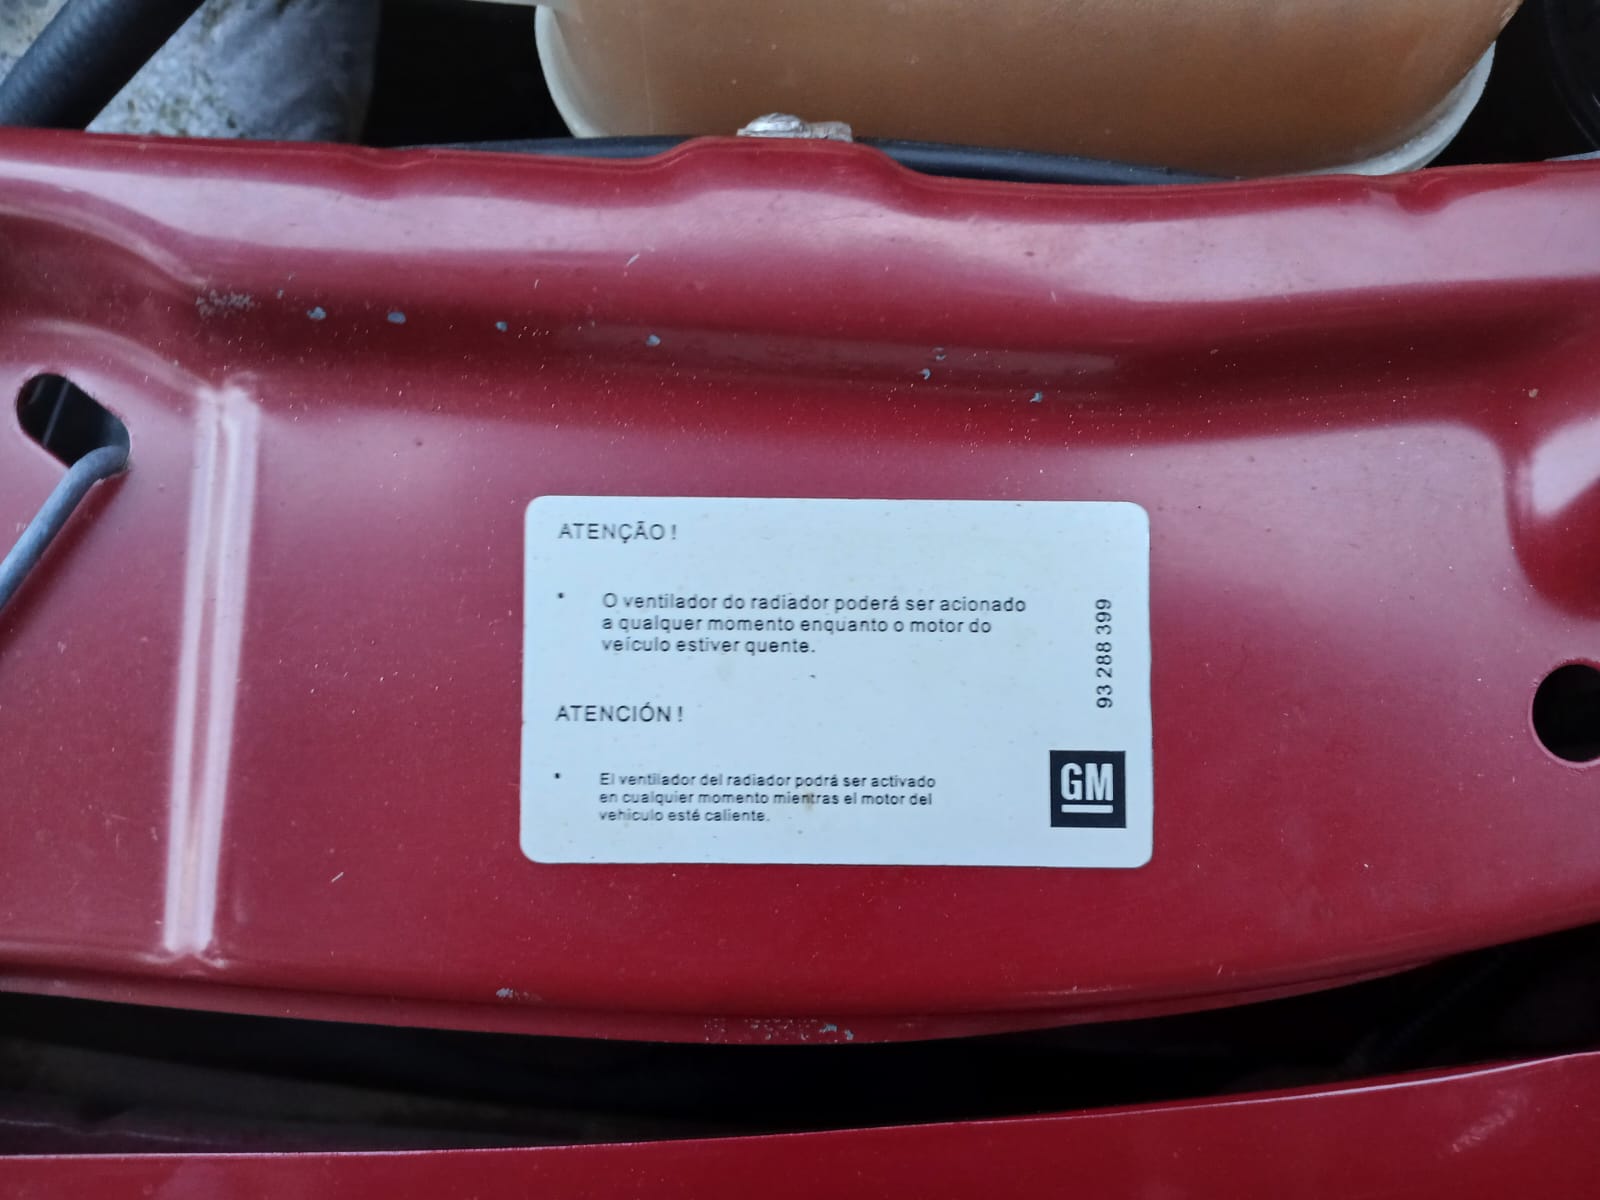 ATENÇÃO !
• O ventilador do radiador poderá ser acionado
a qualquer momento enquanto o motor do
veículo estiver quente.
ATENCIÓN !
• El ventilador del radiador podrá ser activado
en cualquier momento mientras el motor del
vehículo esté caliente.
93 288 399
GM